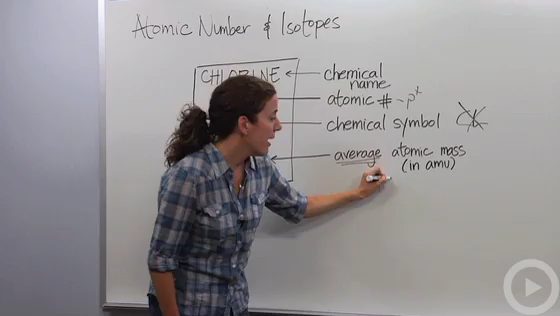 Atomic Number & Isotopes
CHLORINE
chemical
name
atomic # - p⁺
chemical symbol
average atomic mass
(in amu)